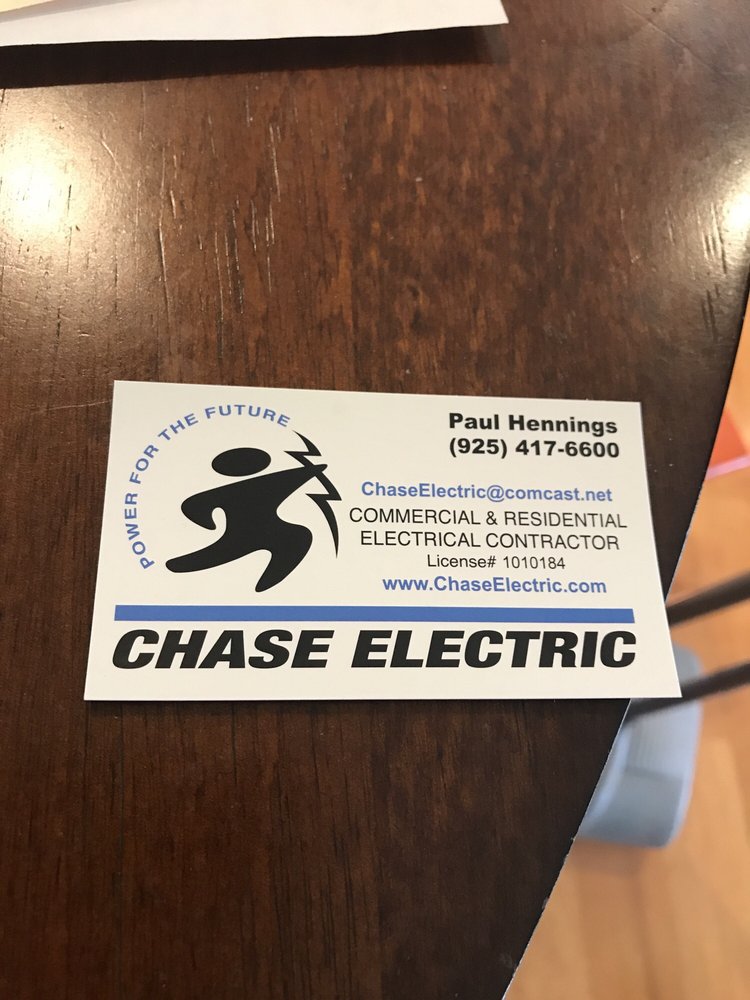 POWER FOR THE FUTURE
Paul Hennings
(925) 417-6600
ChaseElectric@comcast.net
COMMERCIAL & RESIDENTIAL
ELECTRICAL CONTRACTOR
License# 1010184
www.ChaseElectric.com
CHASE ELECTRIC